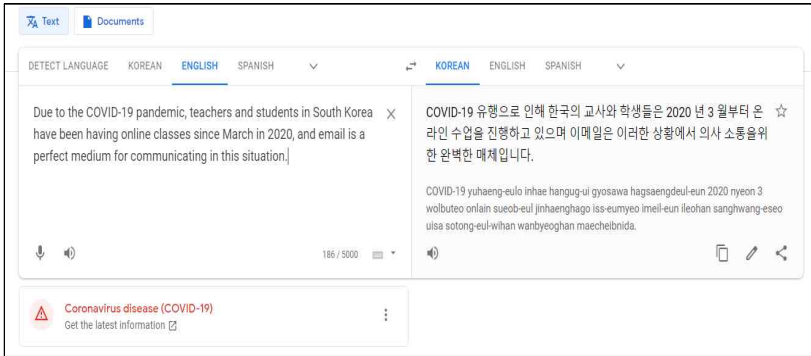 Text
Documents
DETECT LANGUAGE KOREAN ENGLISH SPANISH
KOREAN ENGLISH SPANISH
Due to the COVID-19 pandemic, teachers and students in South Korea
have been having online classes since March in 2020, and email is a
perfect medium for communicating in this situation.
186 / 5000
COVID-19 유행으로 인해 한국의 교사와 학생들은 2020 년 3 월부터 온
라인 수업을 진행하고 있으며 이메일은 이러한 상황에서 의사 소통을위
한 완벽한 매체입니다.
COVID-19 yuhaeng-eulo inhae hangug-ui gyosawa hagsaengdeul-eun 2020 nyeon 3
wolbuteo onlain sueob-eul jinhaenghago iss-eumyeo imeil-eun ileohan sanghwang-eseo
uisa sotong-eul-wihan wanbyeoghan maecheibnida.
Coronavirus disease (COVID-19)
Get the latest information